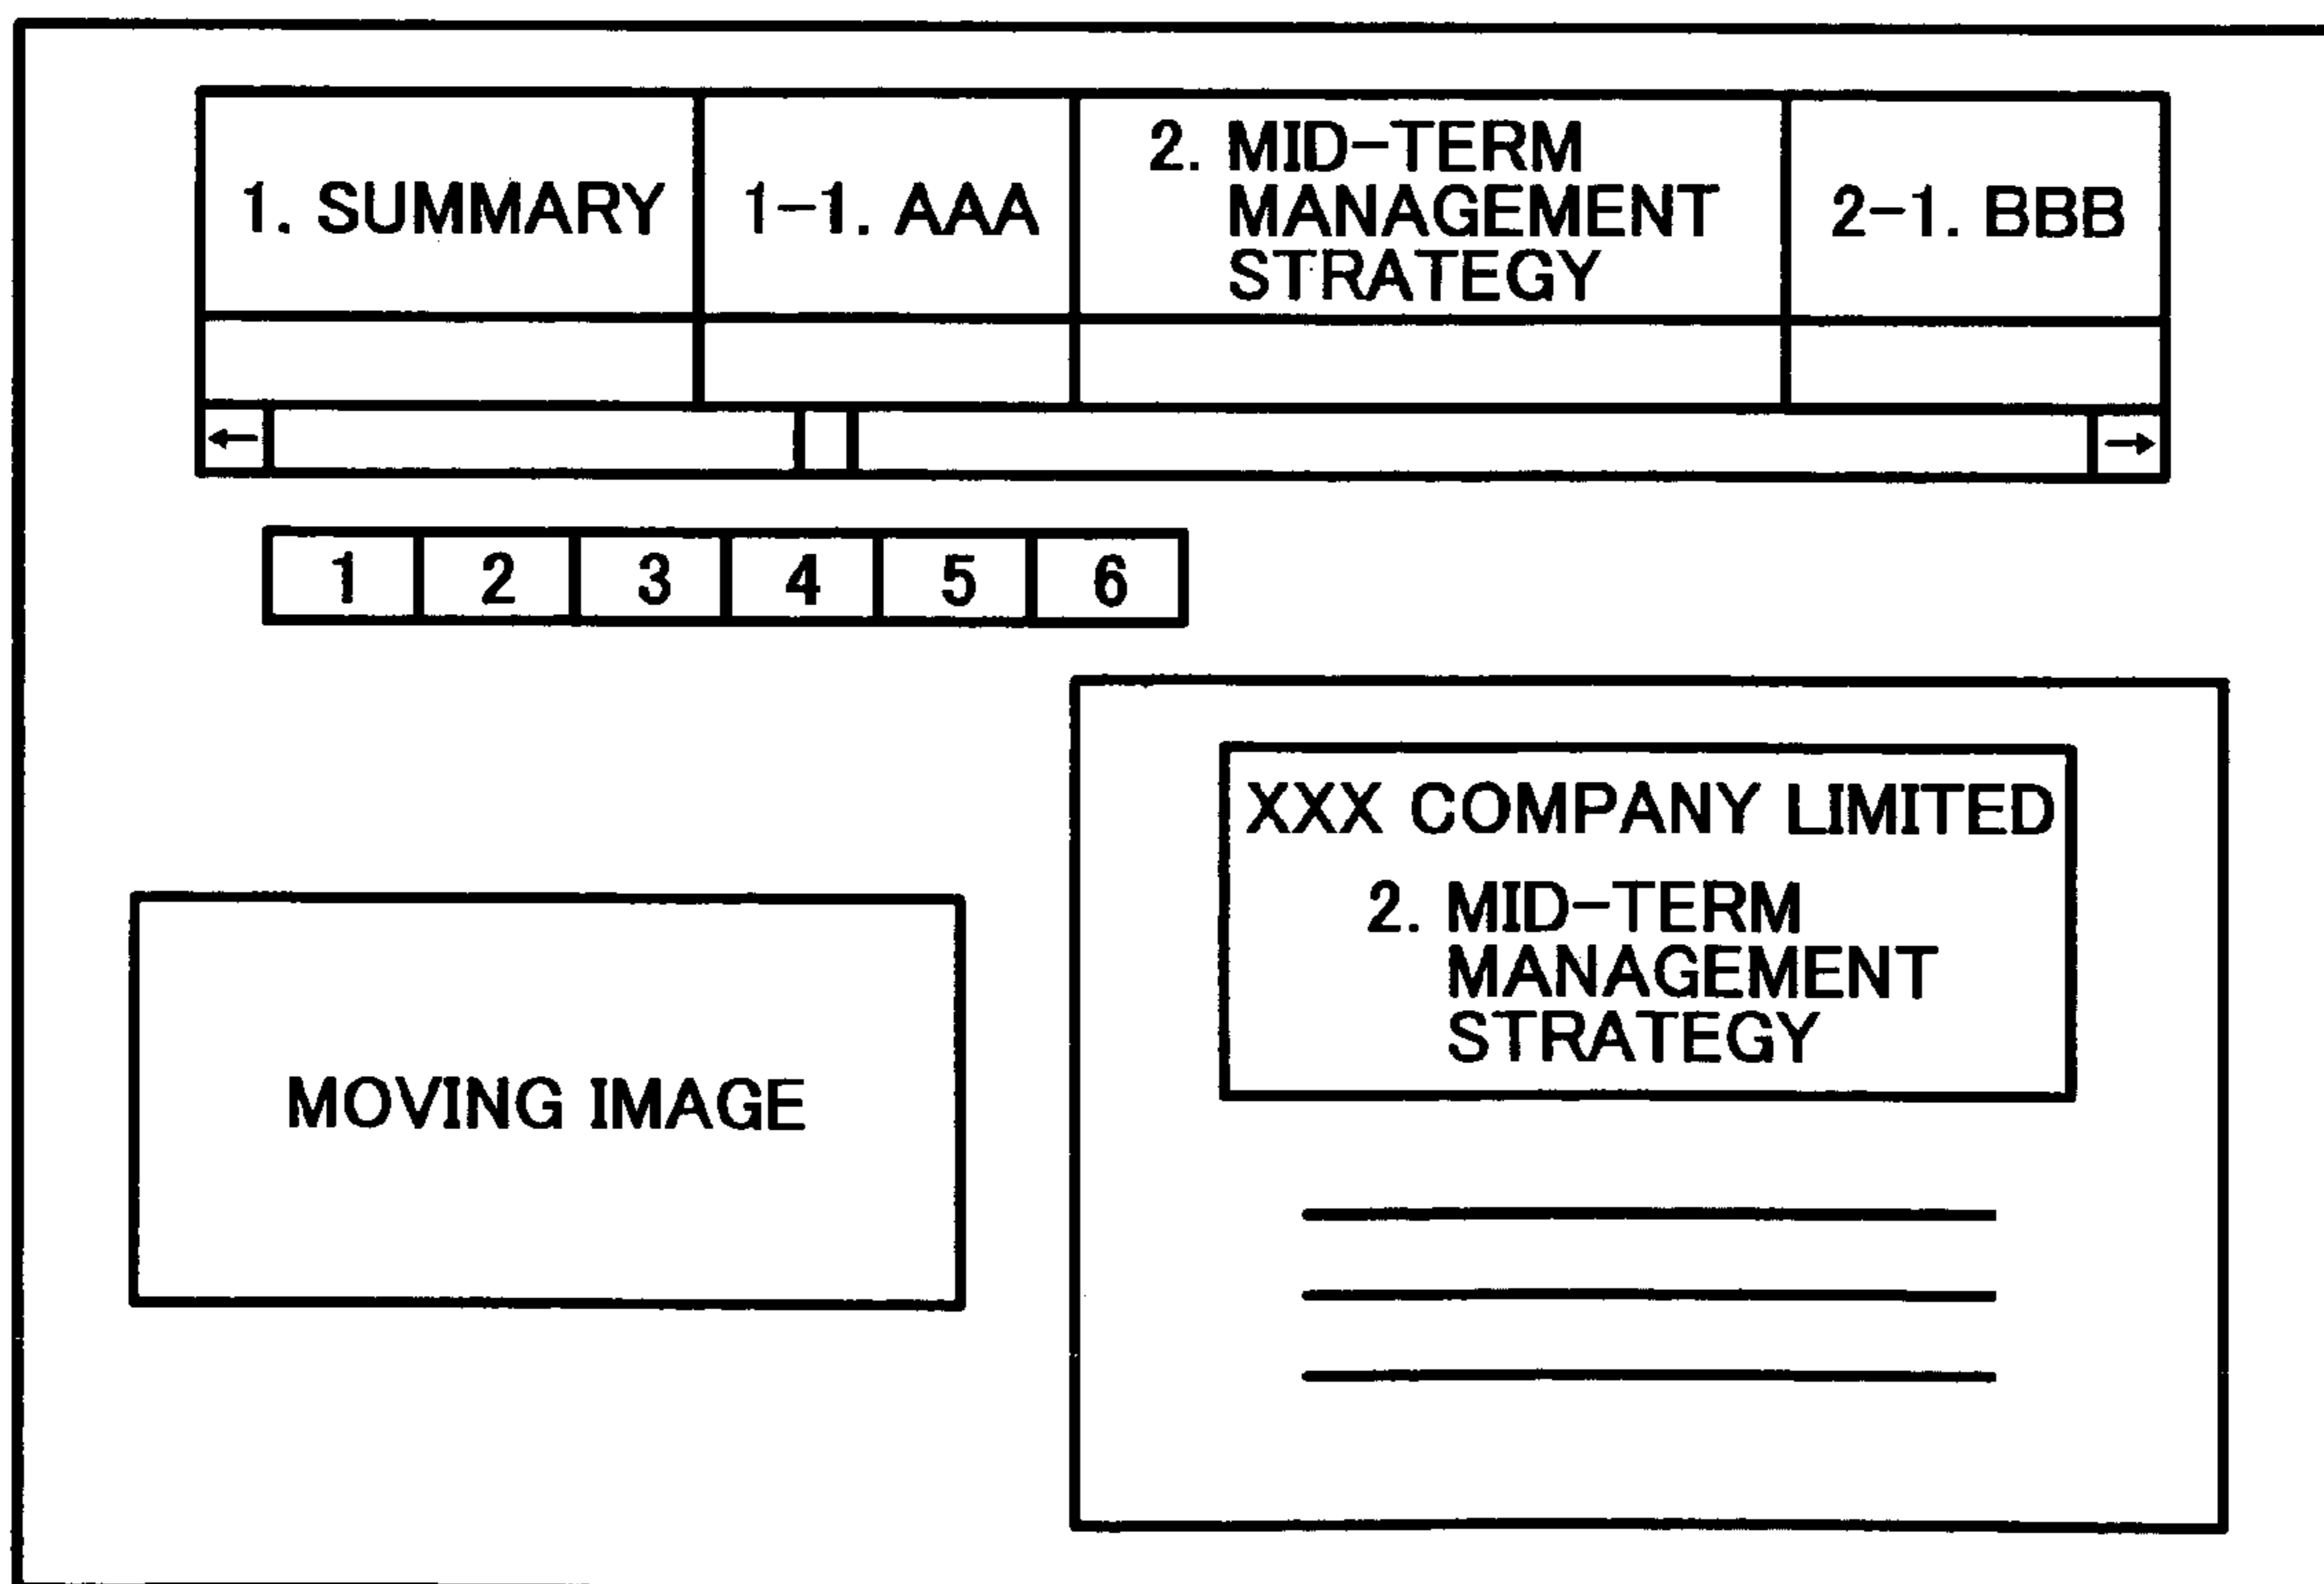 1. SUMMARY
1-1. AAA
2. MID-TERM
MANAGEMENT
STRATEGY
2-1. BBB
← →
1 2 3 4 5 6
XXX COMPANY LIMITED
2. MID-TERM
MANAGEMENT
STRATEGY
MOVING IMAGE